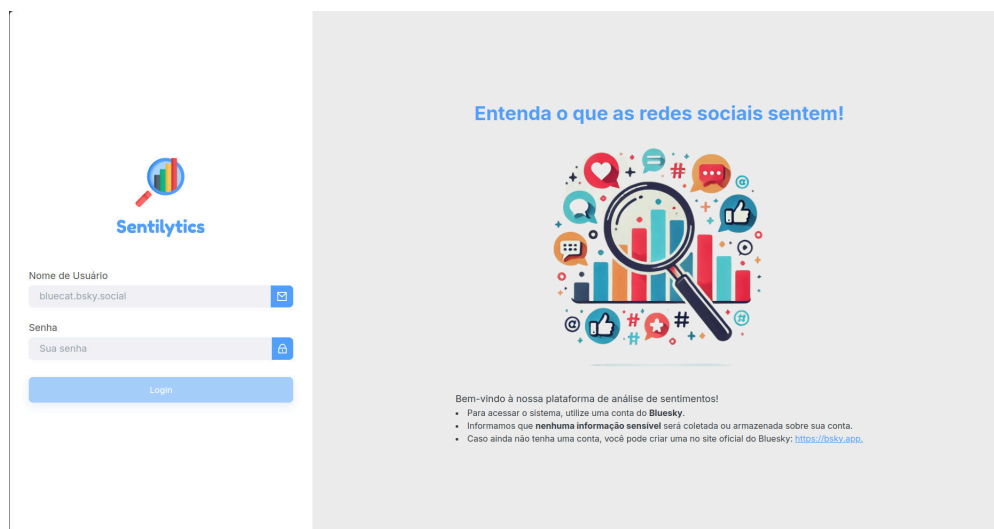 Sentilytics
Nome de Usuário
bluecat.bsky.social
Senha
Sua senha
Login
Entenda o que as redes sociais sentem!
@
#
@
#
#
#
#
@
Bem-vindo à nossa plataforma de análise de sentimentos!
• Para acessar o sistema, utilize uma conta do Bluesky.
• Informamos que nenhuma informação sensível será coletada ou armazenada sobre sua conta.
• Caso ainda não tenha uma conta, você pode criar uma no site oficial do Bluesky: https://bsky.app.